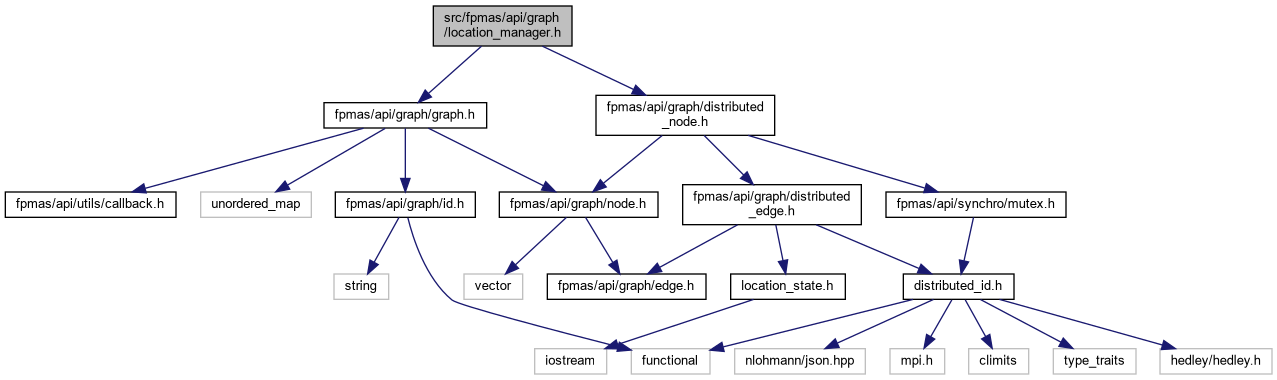 src/fpmas/api/graph
/location_manager.h
fpmas/api/graph/graph.h
fpmas/api/graph/distributed
_node.h
fpmas/api/utils/callback.h
unordered_map
fpmas/api/graph/id.h
fpmas/api/graph/node.h
fpmas/api/graph/distributed
_edge.h
fpmas/api/synchro/mutex.h
string
vector
fpmas/api/graph/edge.h
location_state.h
distributed_id.h
iostream
functional
nlohmann/json.hpp
mpi.h
climits
type_traits
hedley/hedley.h